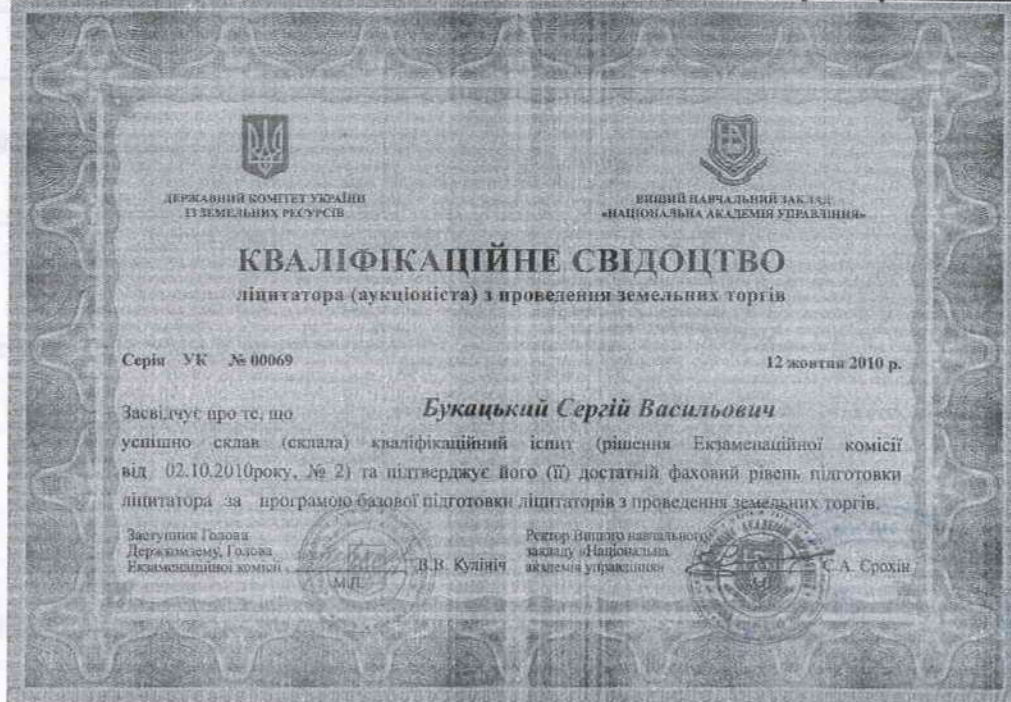 ДЕРЖАВНИЙ КОМІТЕТ УКРАЇНИ
ІЗ ЗЕМЕЛЬНИХ РЕСУРСІВ
ВИЩИЙ НАВЧАЛЬНИЙ ЗАКЛАД
«НАЦІОНАЛЬНА АКАДЕМІЯ УПРАВЛІННЯ»
КВАЛІФІКАЦІЙНЕ СВІДОЦТВО
ліцитатора (аукціоніста) з проведення земельних торгів
Серія УК № 00069
12 жовтня 2010 р.
Засвідчує про те, що Букацький Сергій Васильович
успішно склав (склала) кваліфікаційний іспит (рішення Екзаменаційної комісії
від 02.10.2010року, № 2) та підтверджує його (її) достатній фаховий рівень підготовки
ліцитатора за програмою базової підготовки ліцитаторів з проведення земельних торгів.
Заступник Голови
Держкомзему, Голова
Екзаменаційної комісії
В.В. Кулініч
М.П.
Ректор Вищого навчального
закладу «Національна
академія управління»
С.А. Єрохін